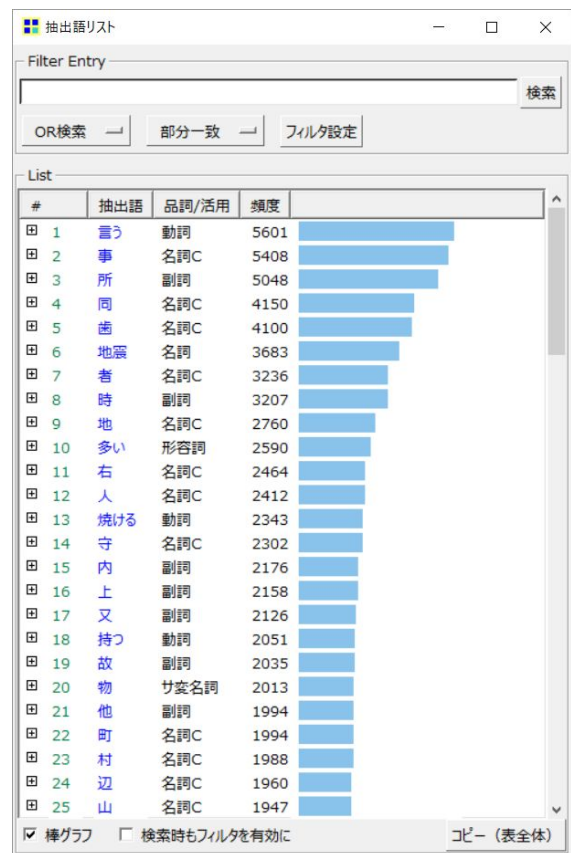 抽出語リスト
Filter Entry
検索
OR検索 部分一致 フィルタ設定
List
# 抽出語 品詞/活用 頻度
1 言う 動詞 5601
2 事 名詞C 5408
3 所 副詞 5048
4 同 名詞C 4150
5 歯 名詞C 4100
6 地震 名詞 3683
7 者 名詞C 3236
8 時 副詞 3207
9 地 名詞C 2760
10 多い 形容詞 2590
11 右 名詞C 2464
12 人 名詞C 2412
13 焼ける 動詞 2343
14 守 名詞C 2302
15 内 副詞 2176
16 上 副詞 2158
17 又 副詞 2126
18 持つ 動詞 2051
19 故 副詞 2035
20 物 サ変名詞 2013
21 他 副詞 1994
22 町 名詞C 1994
23 村 名詞C 1988
24 辺 名詞C 1960
25 山 名詞C 1947
棒グラフ 検索時もフィルタを有効に コピー(表全体)